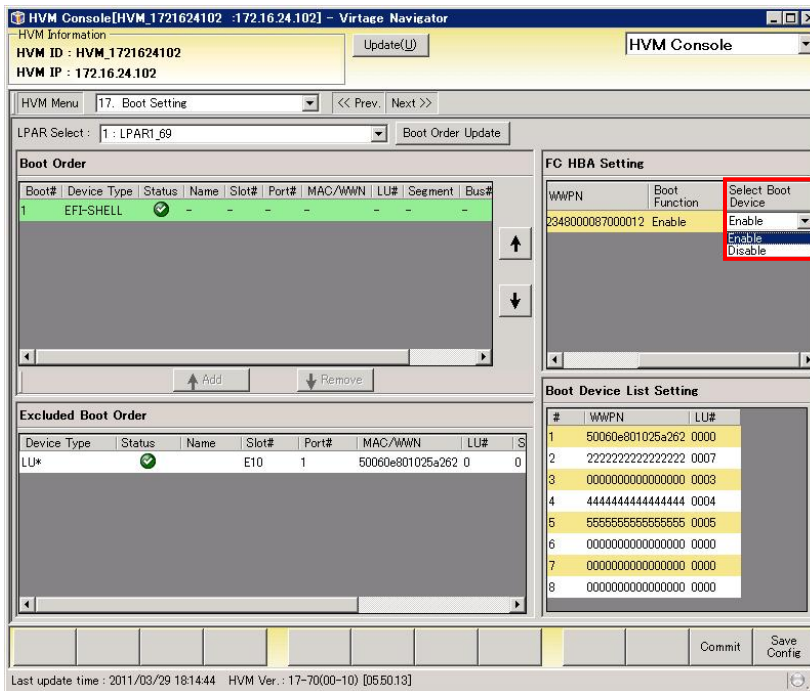 HVM Console[HVM_1721624102 :172.16.24.102] - Virtage Navigator
HVM Information
HVM ID : HVM_1721624102
HVM IP : 172.16.24.102
Update(U)
HVM Console
HVM Menu 17. Boot Setting << Prev. Next >>
LPAR Select : 1 : LPAR1_69 Boot Order Update
Boot Order
Boot# Device Type Status Name Slot# Port# MAC/WWN LU# Segment Bus#
1 EFI-SHELL - - - - - - -
Add Remove
FC HBA Setting
WWPN Boot Function Select Boot Device
2348000087000012 Enable Enable
Enable
Disable
Excluded Boot Order
Device Type Status Name Slot# Port# MAC/WWN LU# S
LU* E10 1 50060e801025a262 0 0
Boot Device List Setting
# WWPN LU#
1 50060e801025a262 0000
2 2222222222222222 0007
3 0000000000000000 0003
4 4444444444444444 0004
5 5555555555555555 0005
6 0000000000000000 0000
7 0000000000000000 0000
8 0000000000000000 0000
Commit Save Config
Last update time : 2011/03/29 18:14:44 HVM Ver. : 17-70(00-10) [05.50.13]